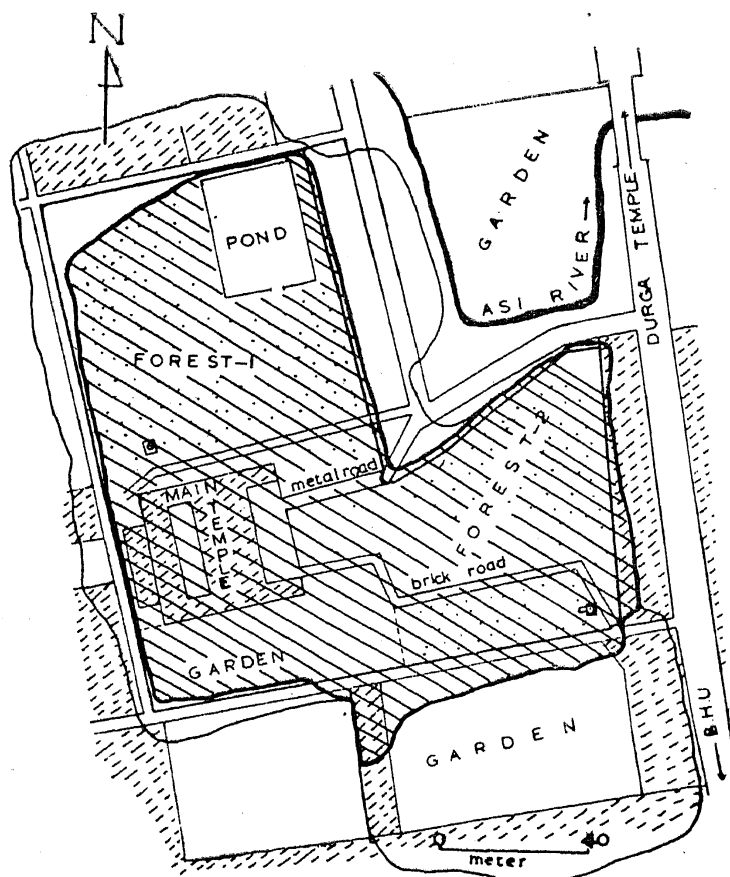 N
GARDEN
POND
ASI RIVER
DURGA TEMPLE
FOREST-1
FOREST-2
metal road
MAIN
TEMPLE
brick road
GARDEN
GARDEN
B.H.U
0 40
meter